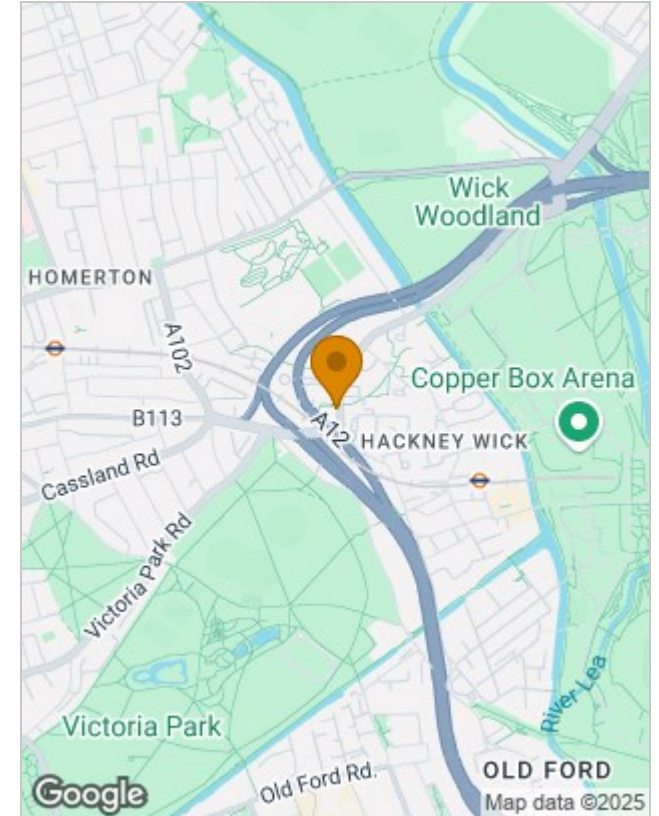 Wick
Woodland
HOMERTON
A102
Copper Box Arena
B113
A12
HACKNEY WICK
Cassland Rd
Victoria Park Rd
River Lea
Victoria Park
OLD FORD
Old Ford Rd.
Google
Map data ©2025